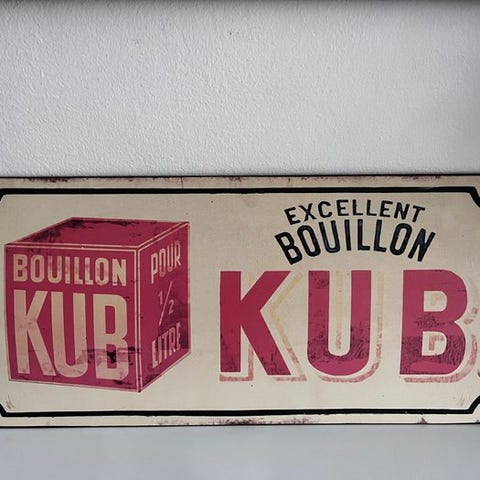 BOUILLON
KUB
POUR
1/2
LITRE
EXCELLENT
BOUILLON
KUB